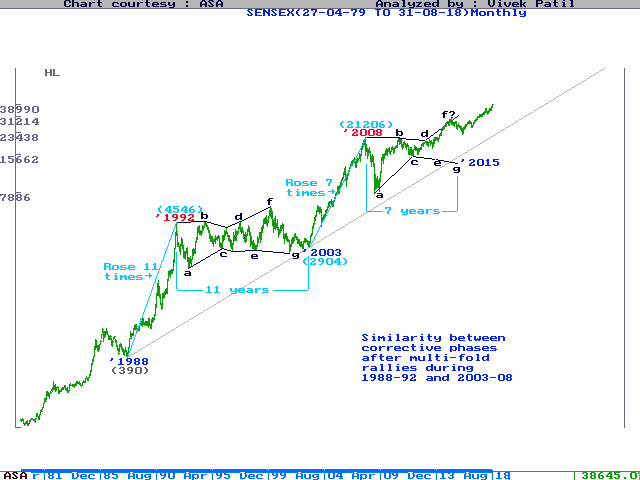 Chart courtesy : ASA Analyzed by : Vivek Patil
SENSEX(27-04-79 TO 31-08-18)Monthly
HL
38990
31214
23438
15662
7886
f?
(21206)
'2008
b
d
c
e
g
'2015
a
Rose 7
times→
7 years
(4546)
'1992
b
d
f
a
c
e
g
'2003
(2904)
Rose 11
times→
11 years
'1988
(390)
Similarity between
corrective phases
after multi-fold
rallies during
1988-92 and 2003-08
ASA r|81 Dec|85 Aug|90 Apr|95 Dec|99 Aug|04 Apr|09 Dec|13 Aug|18 38645.0